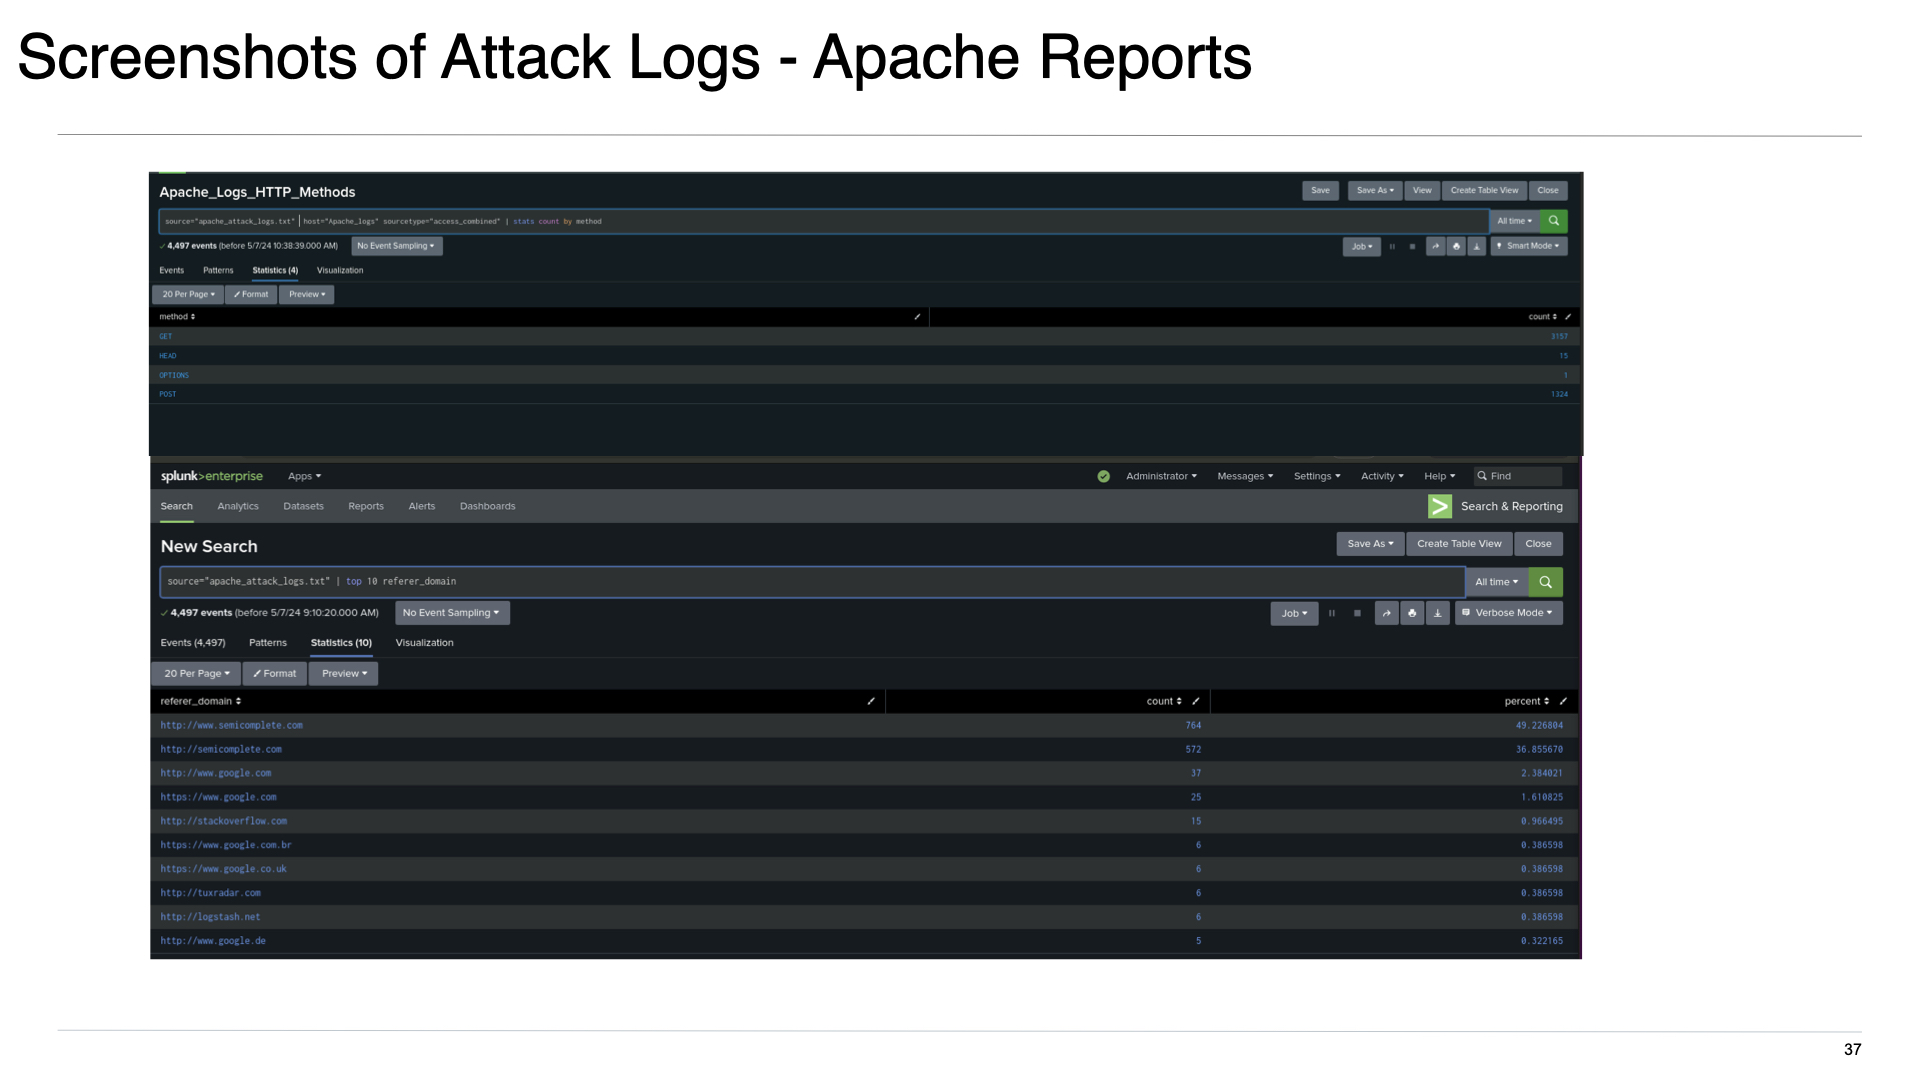 Screenshots of Attack Logs - Apache Reports
Apache_Logs_HTTP_Methods
Save Save As View Create Table View Close
source="apache_attack_logs.txt" host="Apache_logs" sourcetype="access_combined" | stats count by method
All time
4,497 events (before 5/7/24 10:38:39.000 AM) No Event Sampling Job Smart Mode
Events Patterns Statistics (4) Visualization
20 Per Page Format Preview
method count
GET 3157
HEAD 15
OPTIONS 1
POST 1324
splunk>enterprise Apps Administrator Messages Settings Activity Help Find
Search Analytics Datasets Reports Alerts Dashboards Search & Reporting
New Search Save As Create Table View Close
source="apache_attack_logs.txt" | top 10 referer_domain All time
4,497 events (before 5/7/24 9:10:20.000 AM) No Event Sampling Job Verbose Mode
Events (4,497) Patterns Statistics (10) Visualization
20 Per Page Format Preview
referer_domain count percent
http://www.semicomplete.com 764 49.226804
http://semicomplete.com 572 36.855670
http://www.google.com 37 2.384021
https://www.google.com 25 1.610825
http://stackoverflow.com 15 0.966495
https://www.google.com.br 6 0.386598
https://www.google.co.uk 6 0.386598
http://tuxradar.com 6 0.386598
http://logstash.net 6 0.386598
http://www.google.de 5 0.322165
37